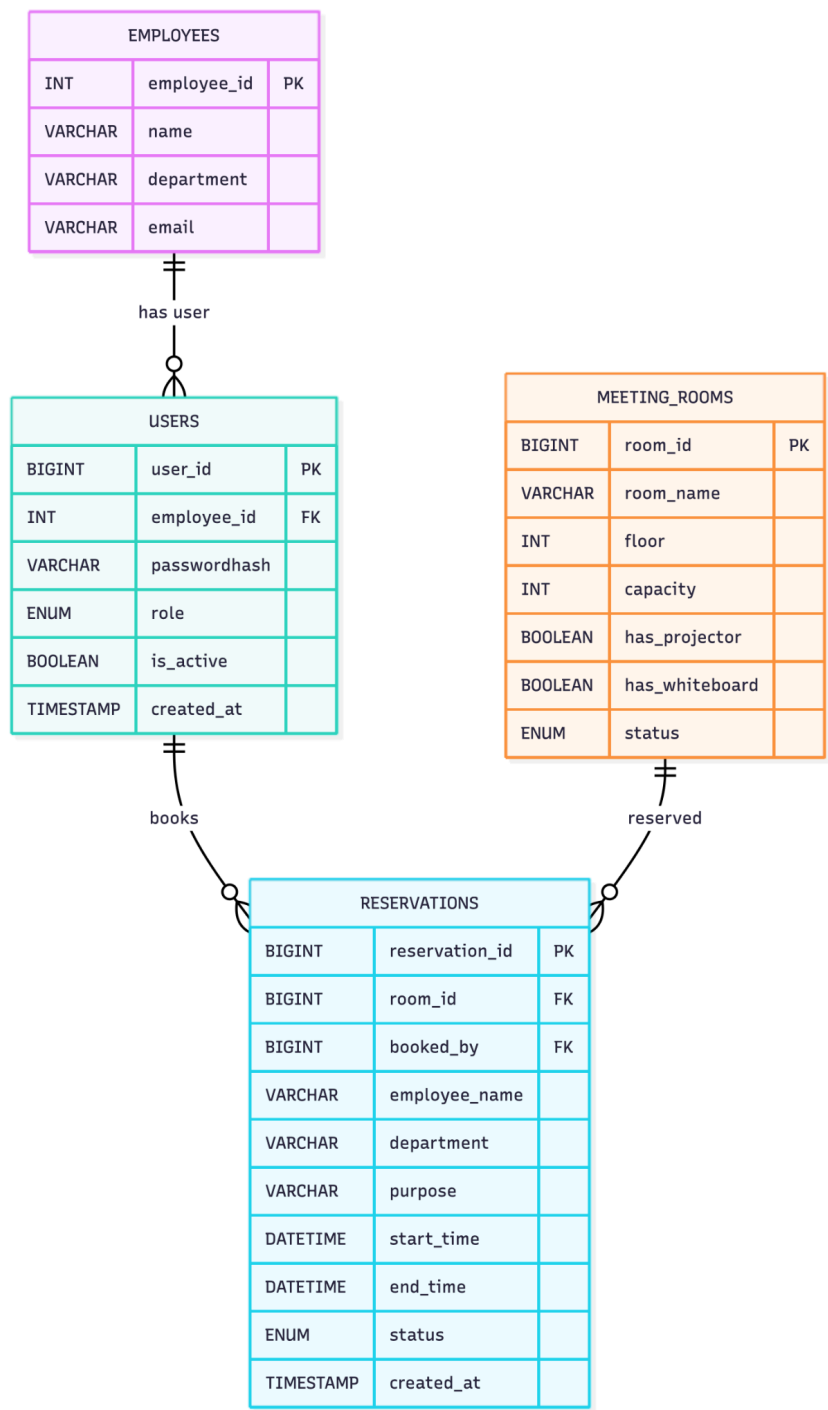 EMPLOYEES
INT employee_id PK
VARCHAR name
VARCHAR department
VARCHAR email
has user
USERS
BIGINT user_id PK
INT employee_id FK
VARCHAR passwordhash
ENUM role
BOOLEAN is_active
TIMESTAMP created_at
MEETING_ROOMS
BIGINT room_id PK
VARCHAR room_name
INT floor
INT capacity
BOOLEAN has_projector
BOOLEAN has_whiteboard
ENUM status
books
reserved
RESERVATIONS
BIGINT reservation_id PK
BIGINT room_id FK
BIGINT booked_by FK
VARCHAR employee_name
VARCHAR department
VARCHAR purpose
DATETIME start_time
DATETIME end_time
ENUM status
TIMESTAMP created_at